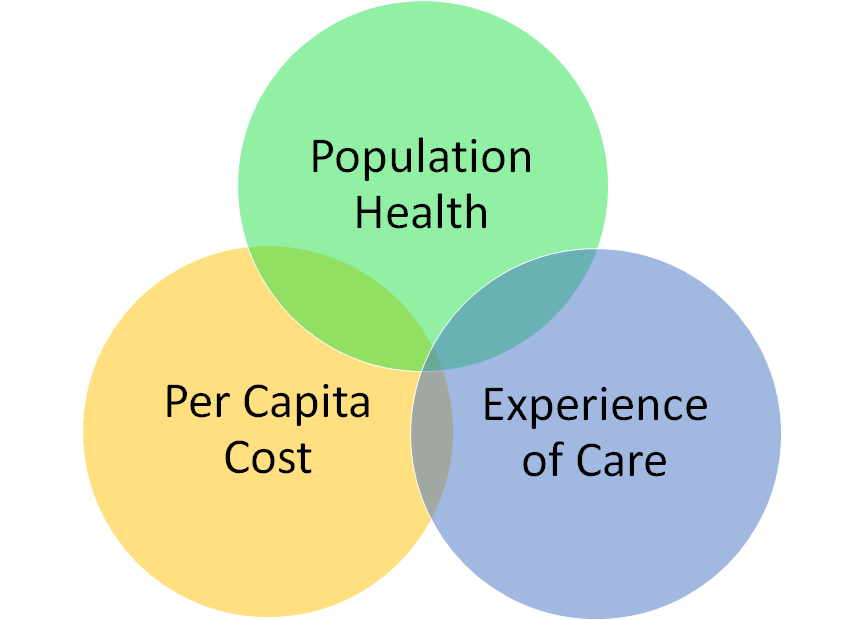 Population
Health
Per Capita
Cost
Experience
of Care